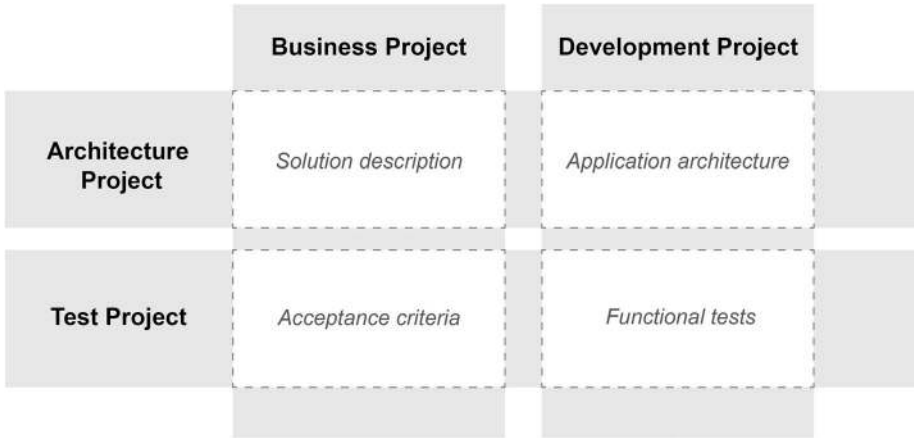 Business Project
Development Project
Architecture
Project
Solution description
Application architecture
Test Project
Acceptance criteria
Functional tests